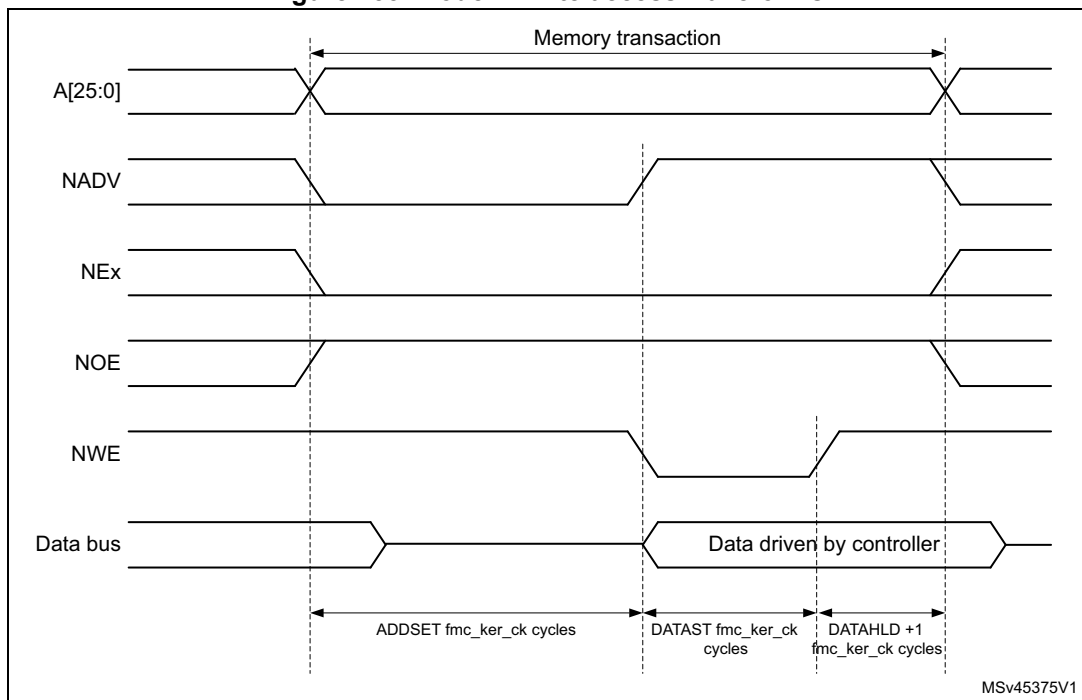 Memory transaction
A[25:0]
NADV
NEx
NOE
NWE
Data bus
Data driven by controller
ADDSET fmc_ker_ck cycles
DATAST fmc_ker_ck
cycles
DATAHLD +1
fmc_ker_ck cycles
MSv45375V1